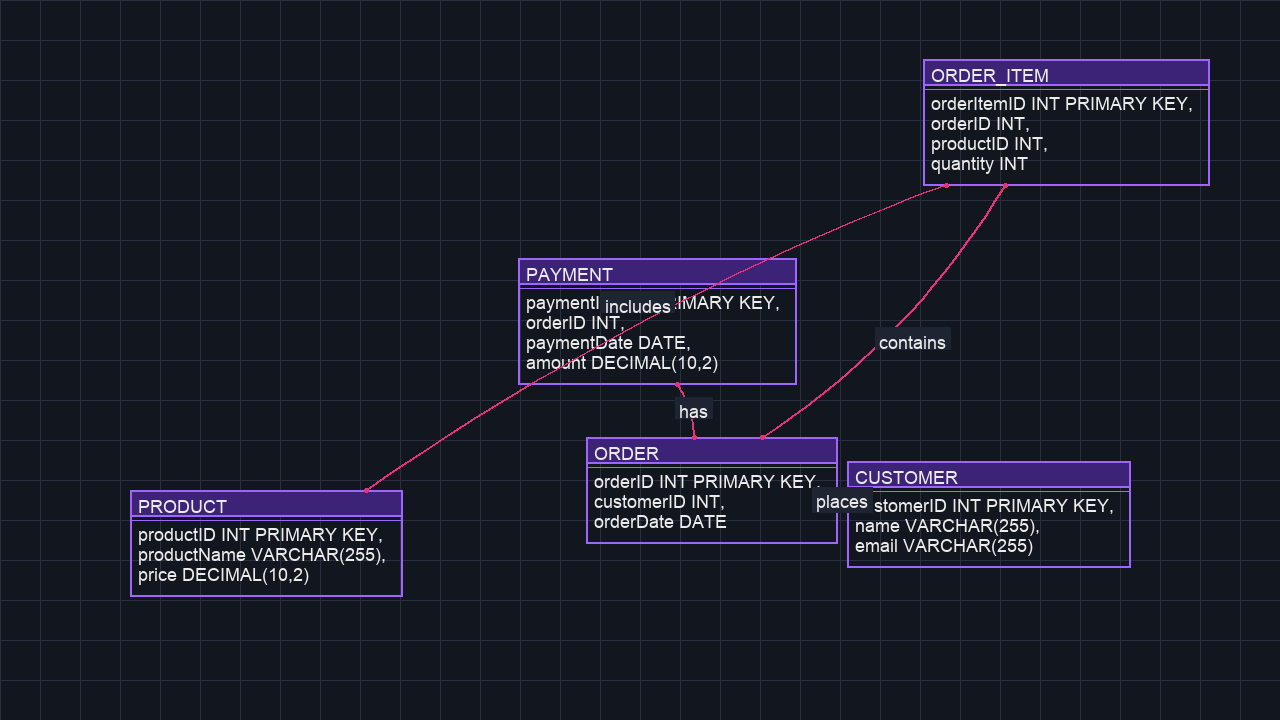 ORDER_ITEM
orderItemID INT PRIMARY KEY,
orderID INT,
productID INT,
quantity INT
PAYMENT
paymentI
includes
IMARY KEY,
orderID INT,
paymentDate DATE,
amount DECIMAL(10,2)
contains
has
ORDER
orderID INT PRIMARY KEY,
customerID INT,
orderDate DATE
places
CUSTOMER
stomerID INT PRIMARY KEY,
name VARCHAR(255),
email VARCHAR(255)
PRODUCT
productID INT PRIMARY KEY,
productName VARCHAR(255),
price DECIMAL(10,2)